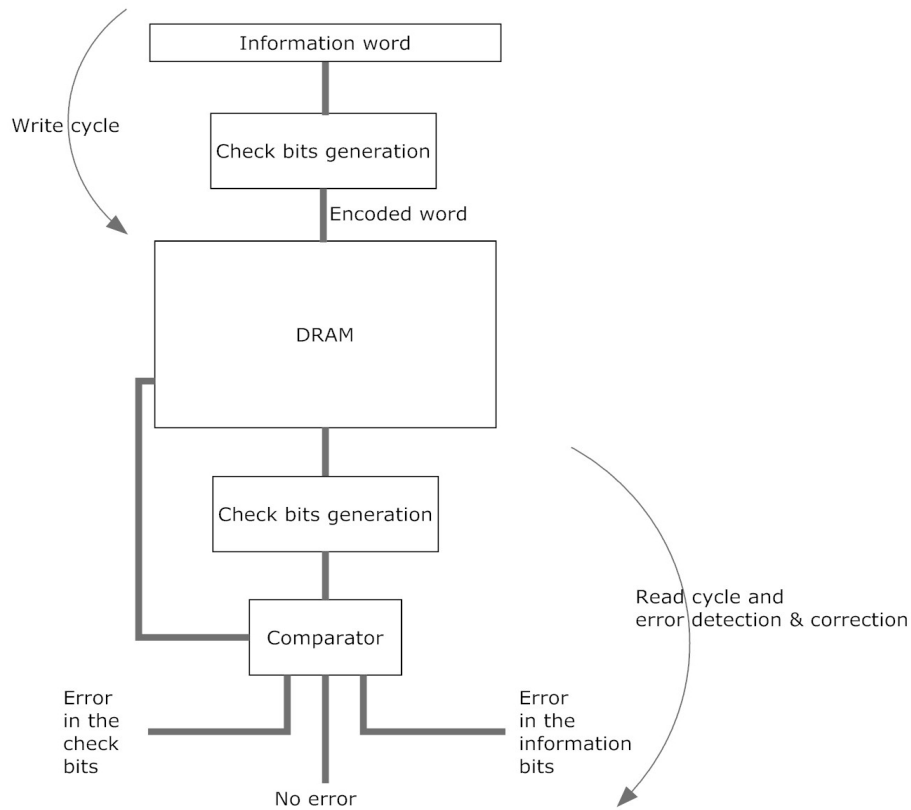 Information word
Write cycle
Check bits generation
Encoded word
DRAM
Check bits generation
Read cycle and
error detection & correction
Comparator
Error
in the
check
bits
Error
in the
information
bits
No error